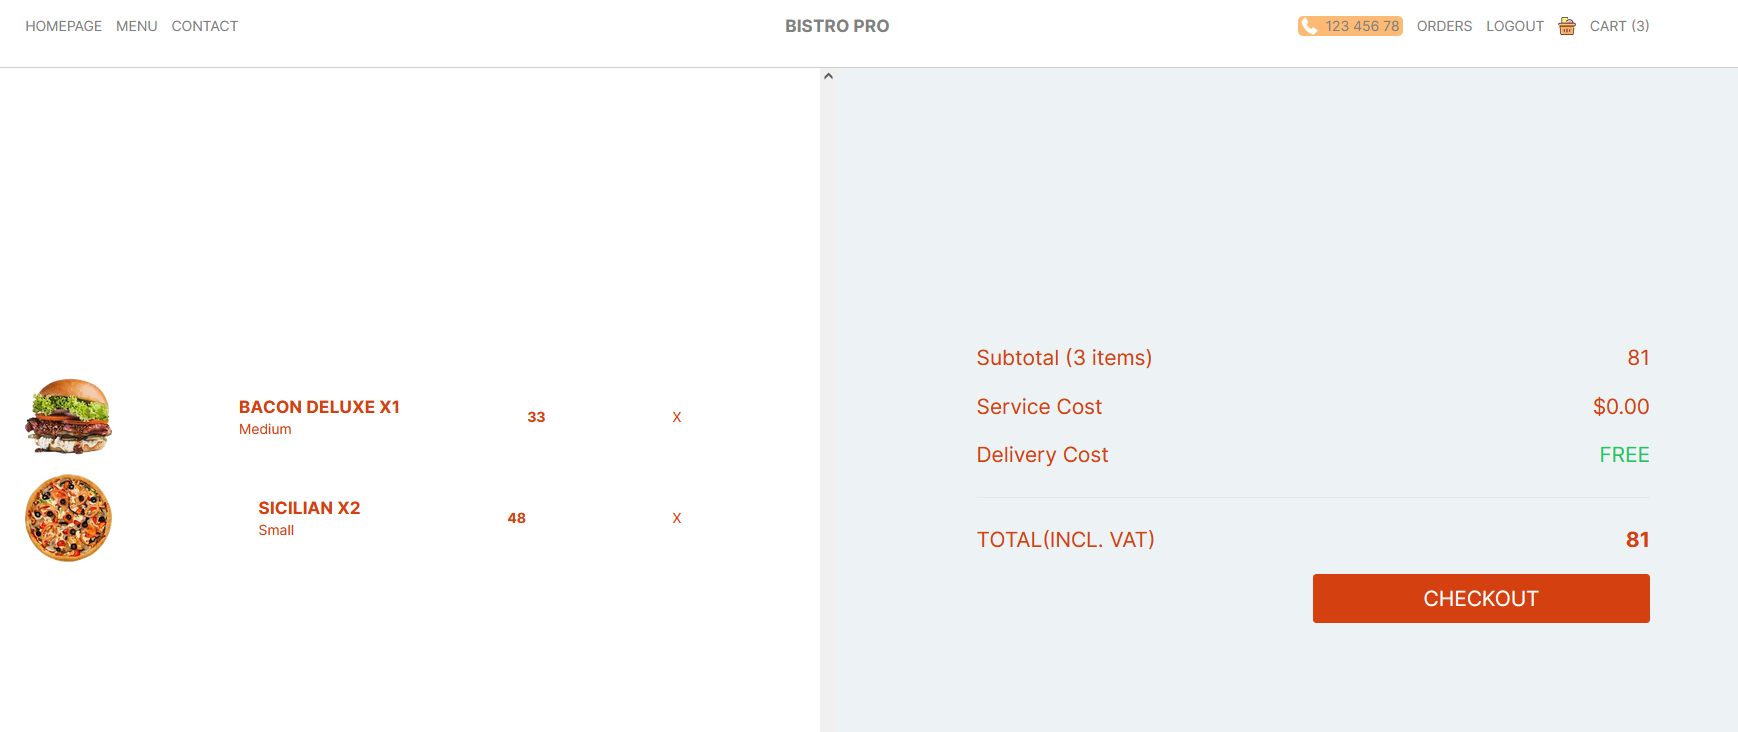 HOMEPAGE MENU CONTACT
BISTRO PRO
123 456 78 ORDERS LOGOUT CART (3)
BACON DELUXE X1
Medium
33
X
SICILIAN X2
Small
48
X
Subtotal (3 items) 81
Service Cost $0.00
Delivery Cost FREE
TOTAL(INCL. VAT) 81
CHECKOUT